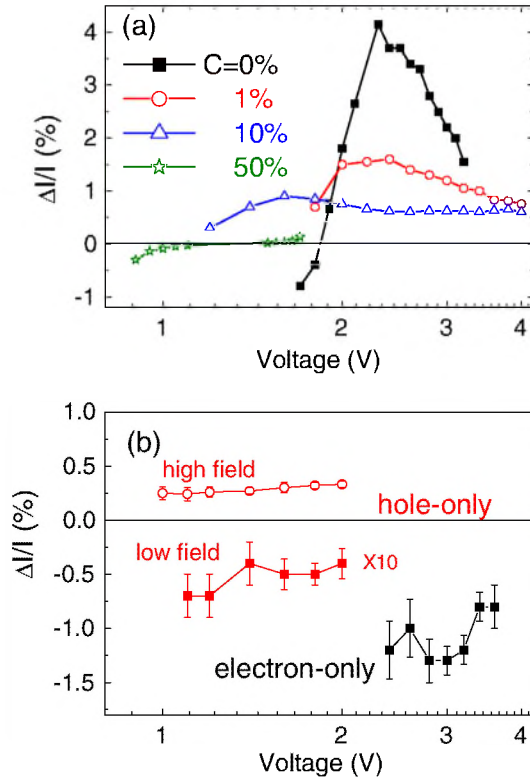 (a)
C=0%
1%
10%
50%
ΔI/I (%)
4
3
2
1
0
-1
1 2 3 4
Voltage (V)
(b)
1.0
0.5
0.0
-0.5
-1.0
-1.5
ΔI/I (%)
high field
hole-only
low field
X10
electron-only
1 2 3 4
Voltage (V)